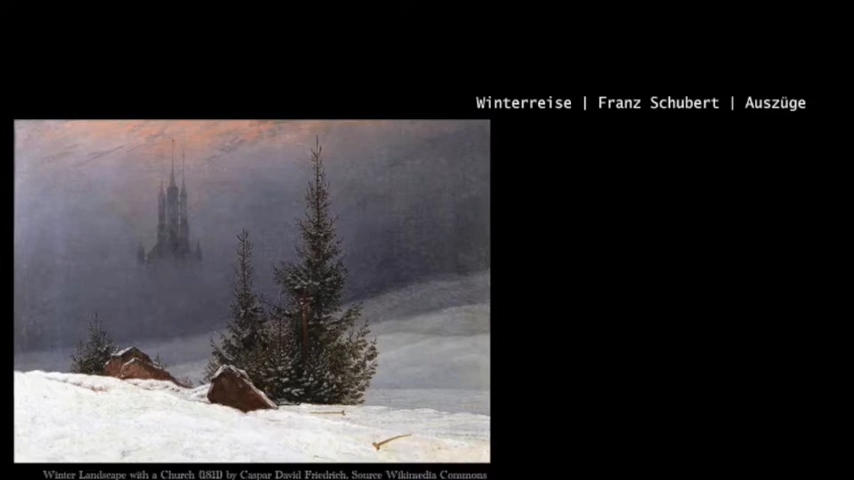 Winterreise | Franz Schubert | Auszüge
Winter Landscape with a Church (1811) by Caspar David Friedrich, Source Wikimedia Commons